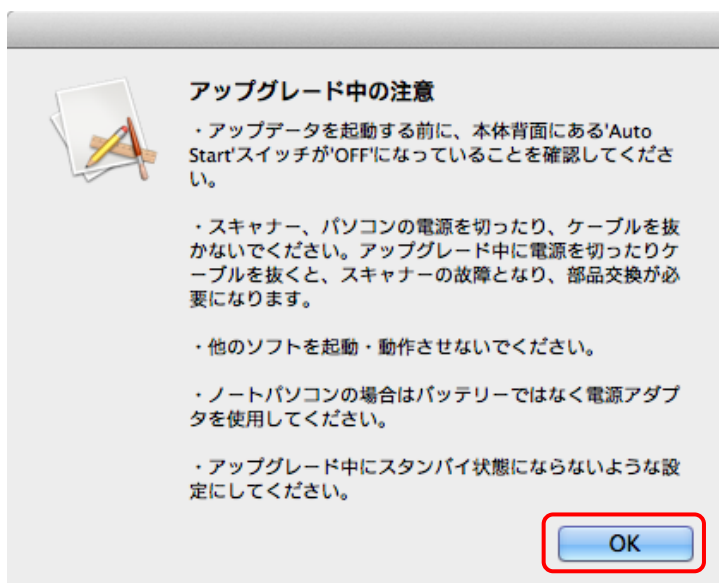 アップグレード中の注意
・アップデータを起動する前に、本体背面にある'Auto
Start'スイッチが'OFF'になっていることを確認してくださ
い。
・スキャナー、パソコンの電源を切ったり、ケーブルを抜
かないでください。アップグレード中に電源を切ったりケ
ーブルを抜くと、スキャナーの故障となり、部品交換が必
要になります。
・他のソフトを起動・動作させないでください。
・ノートパソコンの場合はバッテリーではなく電源アダプ
タを使用してください。
・アップグレード中にスタンバイ状態にならないような設
定にしてください。
OK